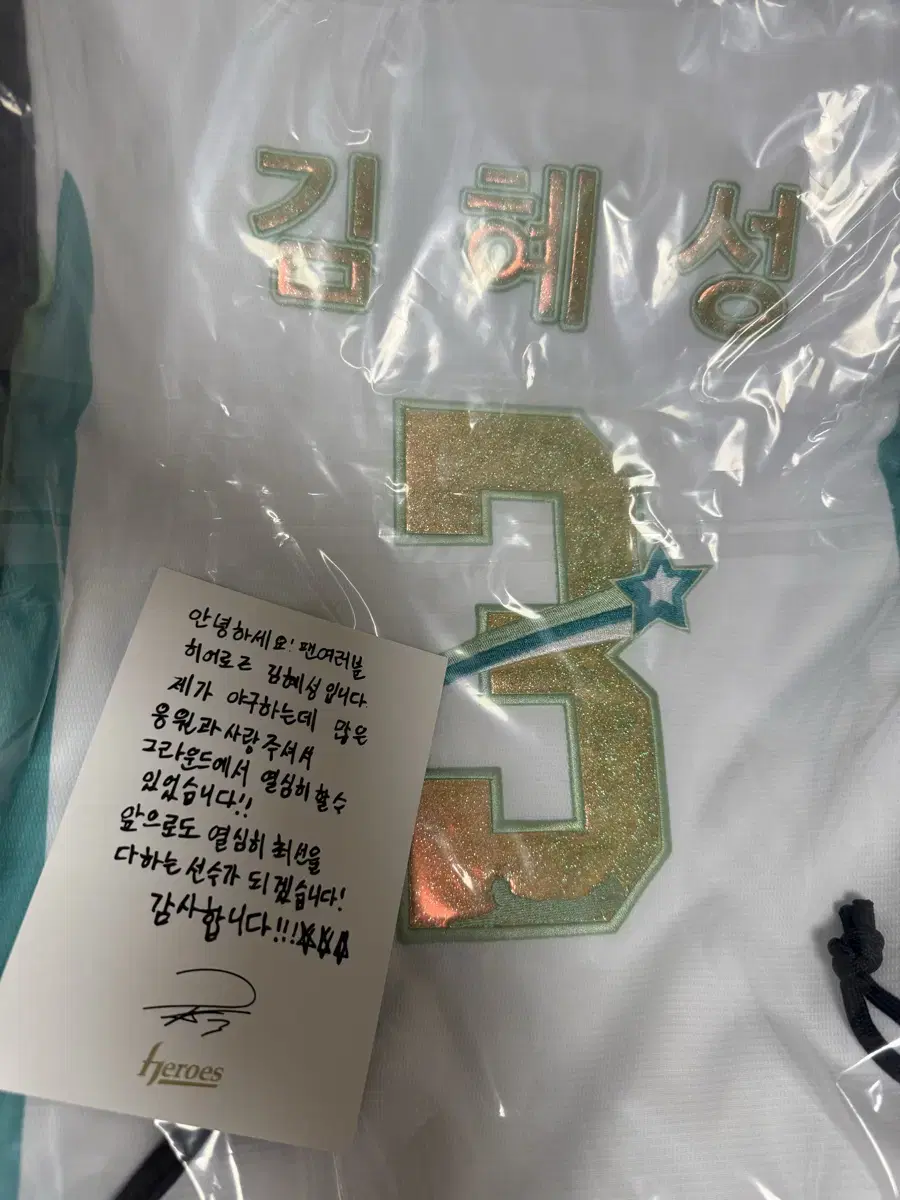 김혜성
3
안녕하세요! 팬여러분
히어로즈 김혜성입니다.
제가 야구하는데 많은
응원과 사랑 주셔서
그라운드에서 열심히 할 수
있었습니다!!
앞으로도 열심히 최선을
다하는 선수가 되겠습니다!
감사합니다!!!☆☆☆
heroes